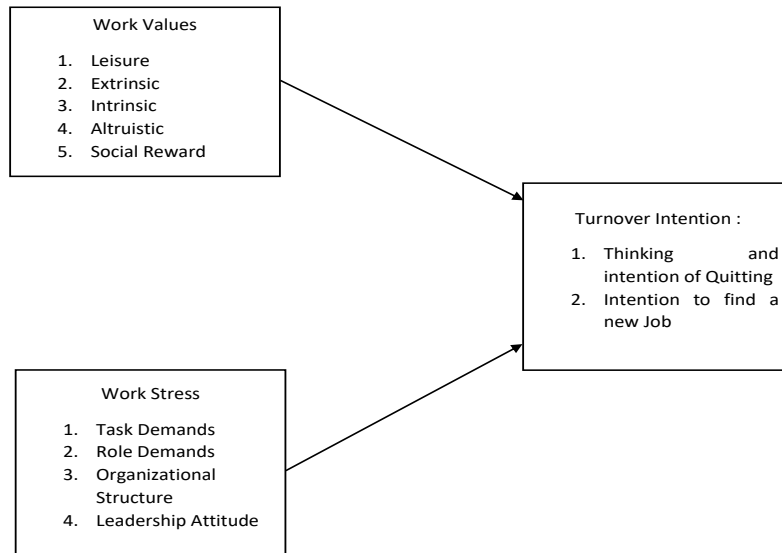 Work Values
1. Leisure
2. Extrinsic
3. Intrinsic
4. Altruistic
5. Social Reward
Turnover Intention :
1. Thinking and
intention of Quitting
2. Intention to find a
new Job
Work Stress
1. Task Demands
2. Role Demands
3. Organizational
Structure
4. Leadership Attitude